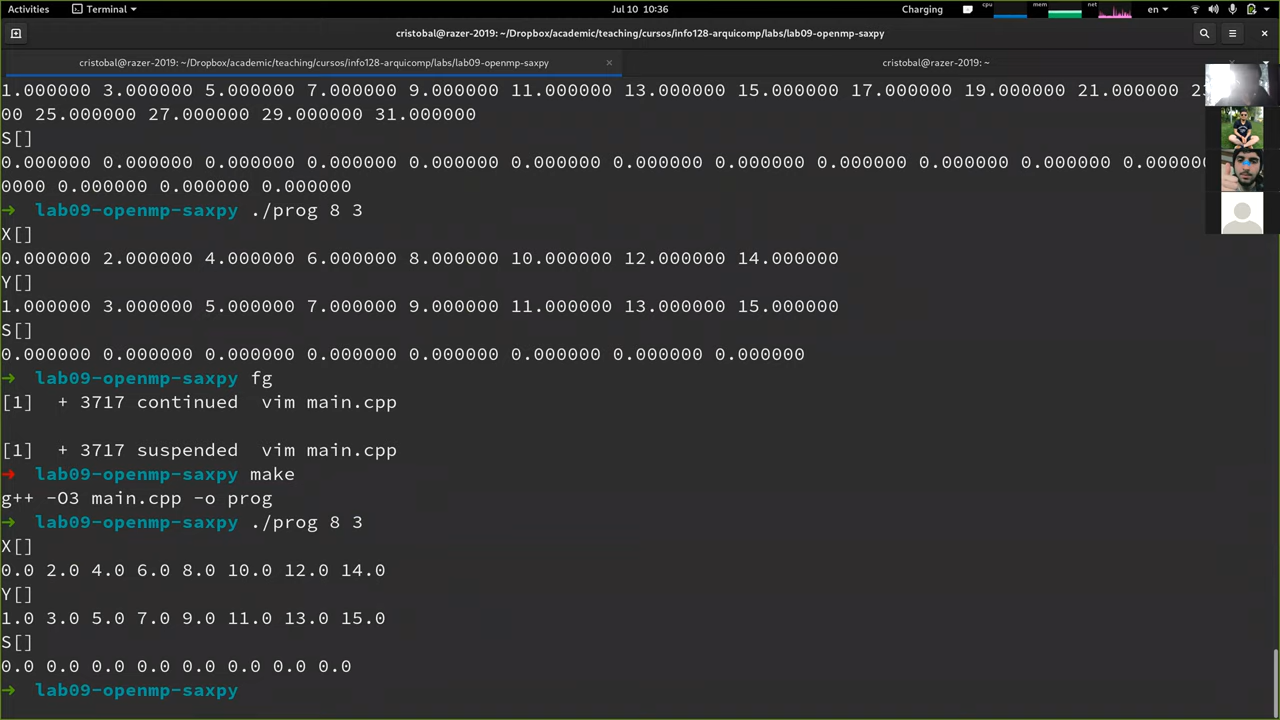 Activities Terminal Jul 10 10:36 Charging cpu mem net en
cristobal@razer-2019: ~/Dropbox/academic/teaching/cursos/info128-arquicomp/labs/lab09-openmp-saxpy
cristobal@razer-2019: ~/Dropbox/academic/teaching/cursos/info128-arquicomp/labs/lab09-openmp-saxpy × cristobal@razer-2019: ~
1.000000 3.000000 5.000000 7.000000 9.000000 11.000000 13.000000 15.000000 17.000000 19.000000 21.000000
00 25.000000 27.000000 29.000000 31.000000
S[]
0.000000 0.000000 0.000000 0.000000 0.000000 0.000000 0.000000 0.000000 0.000000 0.000000 0.000000 0.000000
0000 0.000000 0.000000 0.000000
→ lab09-openmp-saxpy ./prog 8 3
X[]
0.000000 2.000000 4.000000 6.000000 8.000000 10.000000 12.000000 14.000000
Y[]
1.000000 3.000000 5.000000 7.000000 9.000000 11.000000 13.000000 15.000000
S[]
0.000000 0.000000 0.000000 0.000000 0.000000 0.000000 0.000000 0.000000
→ lab09-openmp-saxpy fg
[1] + 3717 continued vim main.cpp
[1] + 3717 suspended vim main.cpp
→ lab09-openmp-saxpy make
g++ -O3 main.cpp -o prog
→ lab09-openmp-saxpy ./prog 8 3
X[]
0.0 2.0 4.0 6.0 8.0 10.0 12.0 14.0
Y[]
1.0 3.0 5.0 7.0 9.0 11.0 13.0 15.0
S[]
0.0 0.0 0.0 0.0 0.0 0.0 0.0 0.0
→ lab09-openmp-saxpy